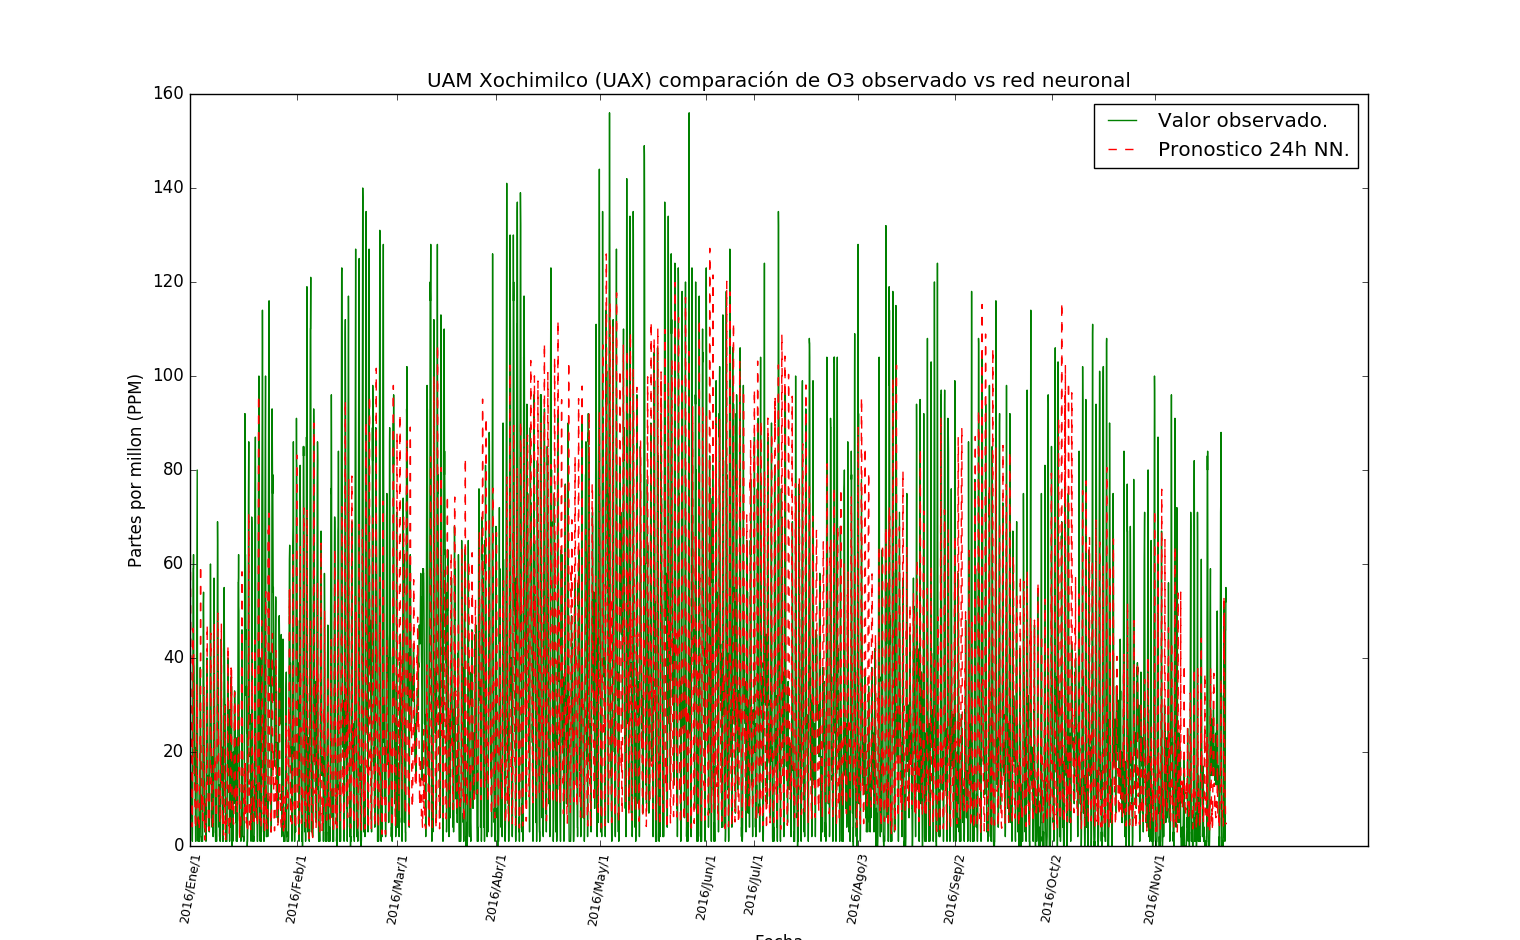 UAM Xochimilco (UAX) comparación de O3 observado vs red neuronal
Valor observado.
Pronostico 24h NN.
Partes por millon (PPM)
160
140
120
100
80
60
40
20
0
2016/Ene/1
2016/Feb/1
2016/Mar/1
2016/Abr/1
2016/May/1
2016/Jun/1
2016/Jul/1
2016/Ago/3
2016/Sep/2
2016/Oct/2
2016/Nov/1
Fecha